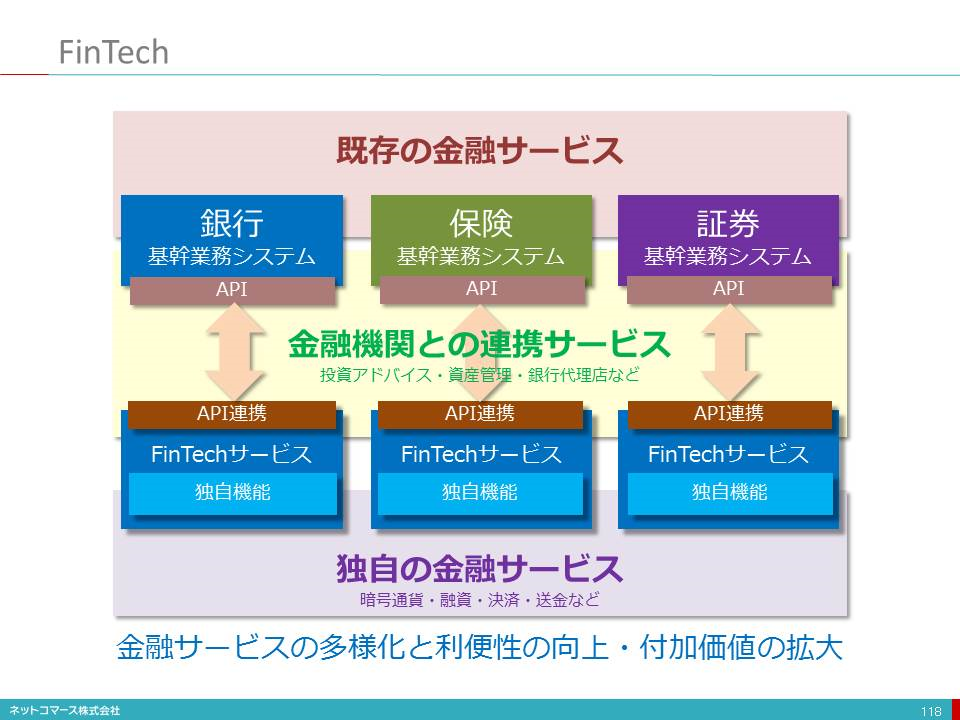 FinTech
既存の金融サービス
銀行
基幹業務システム
API
保険
基幹業務システム
API
証券
基幹業務システム
API
金融機関との連携サービス
投資アドバイス・資産管理・銀行代理店など
API連携
FinTechサービス
独自機能
API連携
FinTechサービス
独自機能
API連携
FinTechサービス
独自機能
独自の金融サービス
暗号通貨・融資・決済・送金など
金融サービスの多様化と利便性の向上・付加価値の拡大
ネットコマース株式会社
118